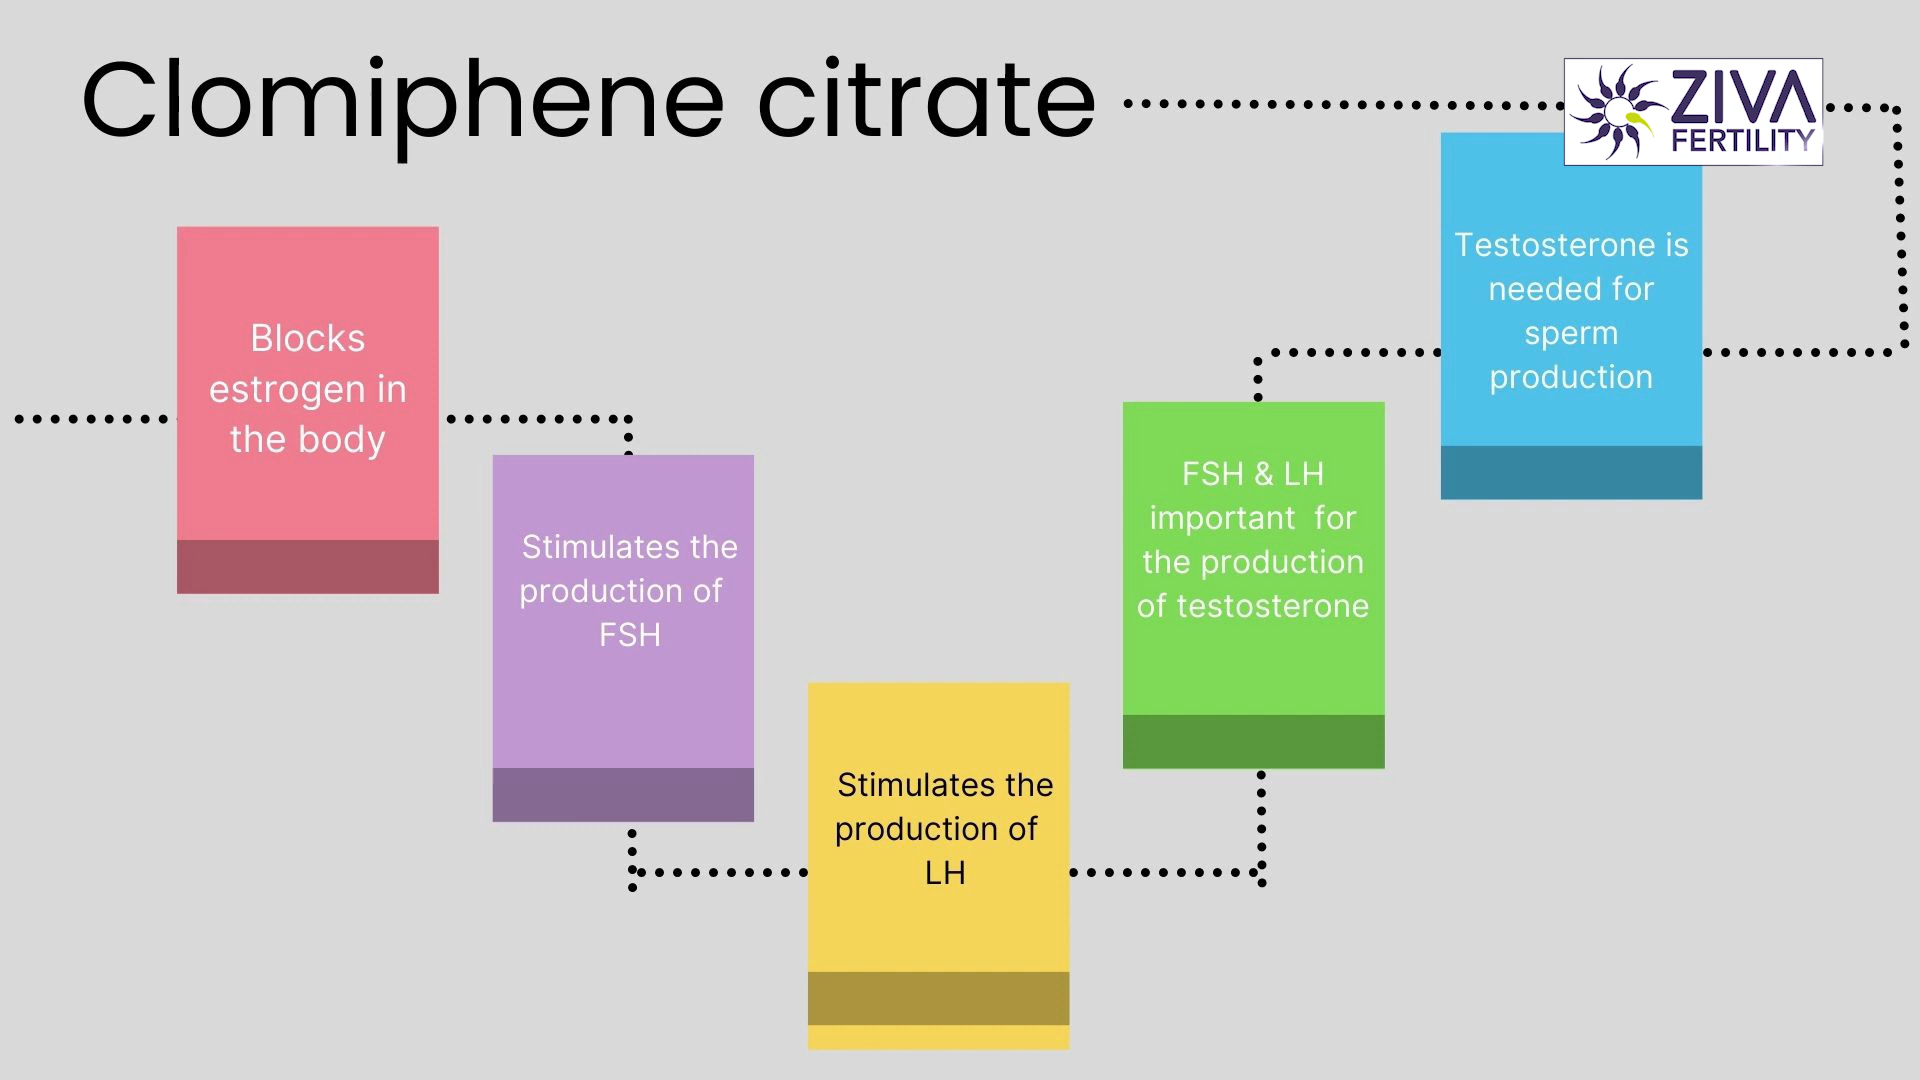 Clomiphene citrate
ZIVA
FERTILITY
Blocks
estrogen in
the body
Stimulates the
production of
FSH
Stimulates the
production of
LH
FSH & LH
important for
the production
of testosterone
Testosterone is
needed for
sperm
production